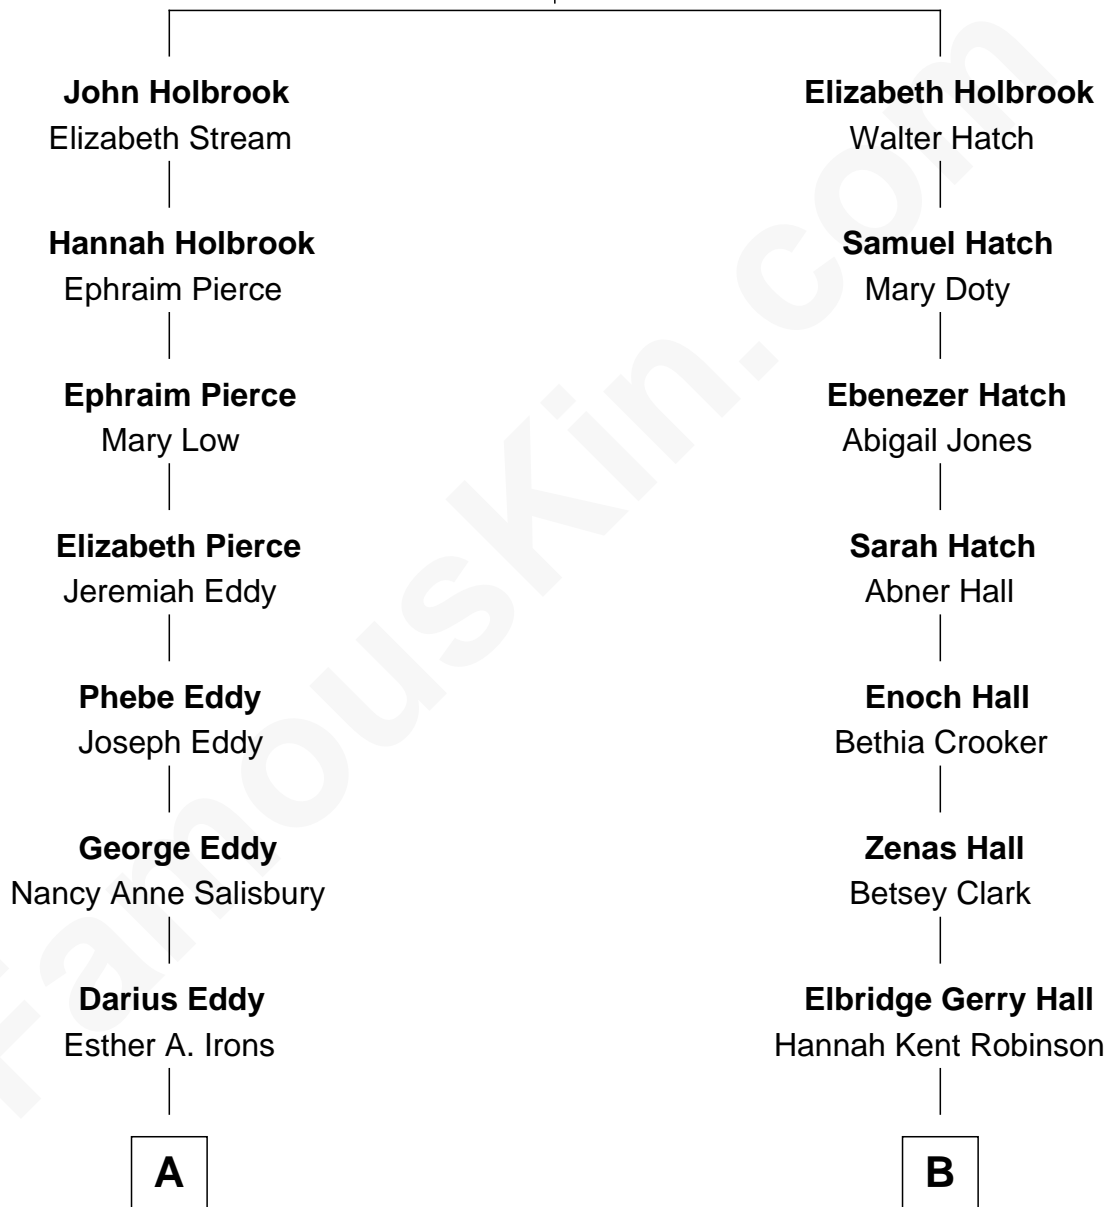 John Holbrook
Elizabeth Stream
Hannah Holbrook
Ephraim Pierce
Ephraim Pierce
Mary Low
Elizabeth Pierce
Jeremiah Eddy
Phebe Eddy
Joseph Eddy
George Eddy
Nancy Anne Salisbury
Darius Eddy
Esther A. Irons
A
Elizabeth Holbrook
Walter Hatch
Samuel Hatch
Mary Doty
Ebenezer Hatch
Abigail Jones
Sarah Hatch
Abner Hall
Enoch Hall
Bethia Crooker
Zenas Hall
Betsey Clark
Elbridge Gerry Hall
Hannah Kent Robinson
B
FamousKin.com